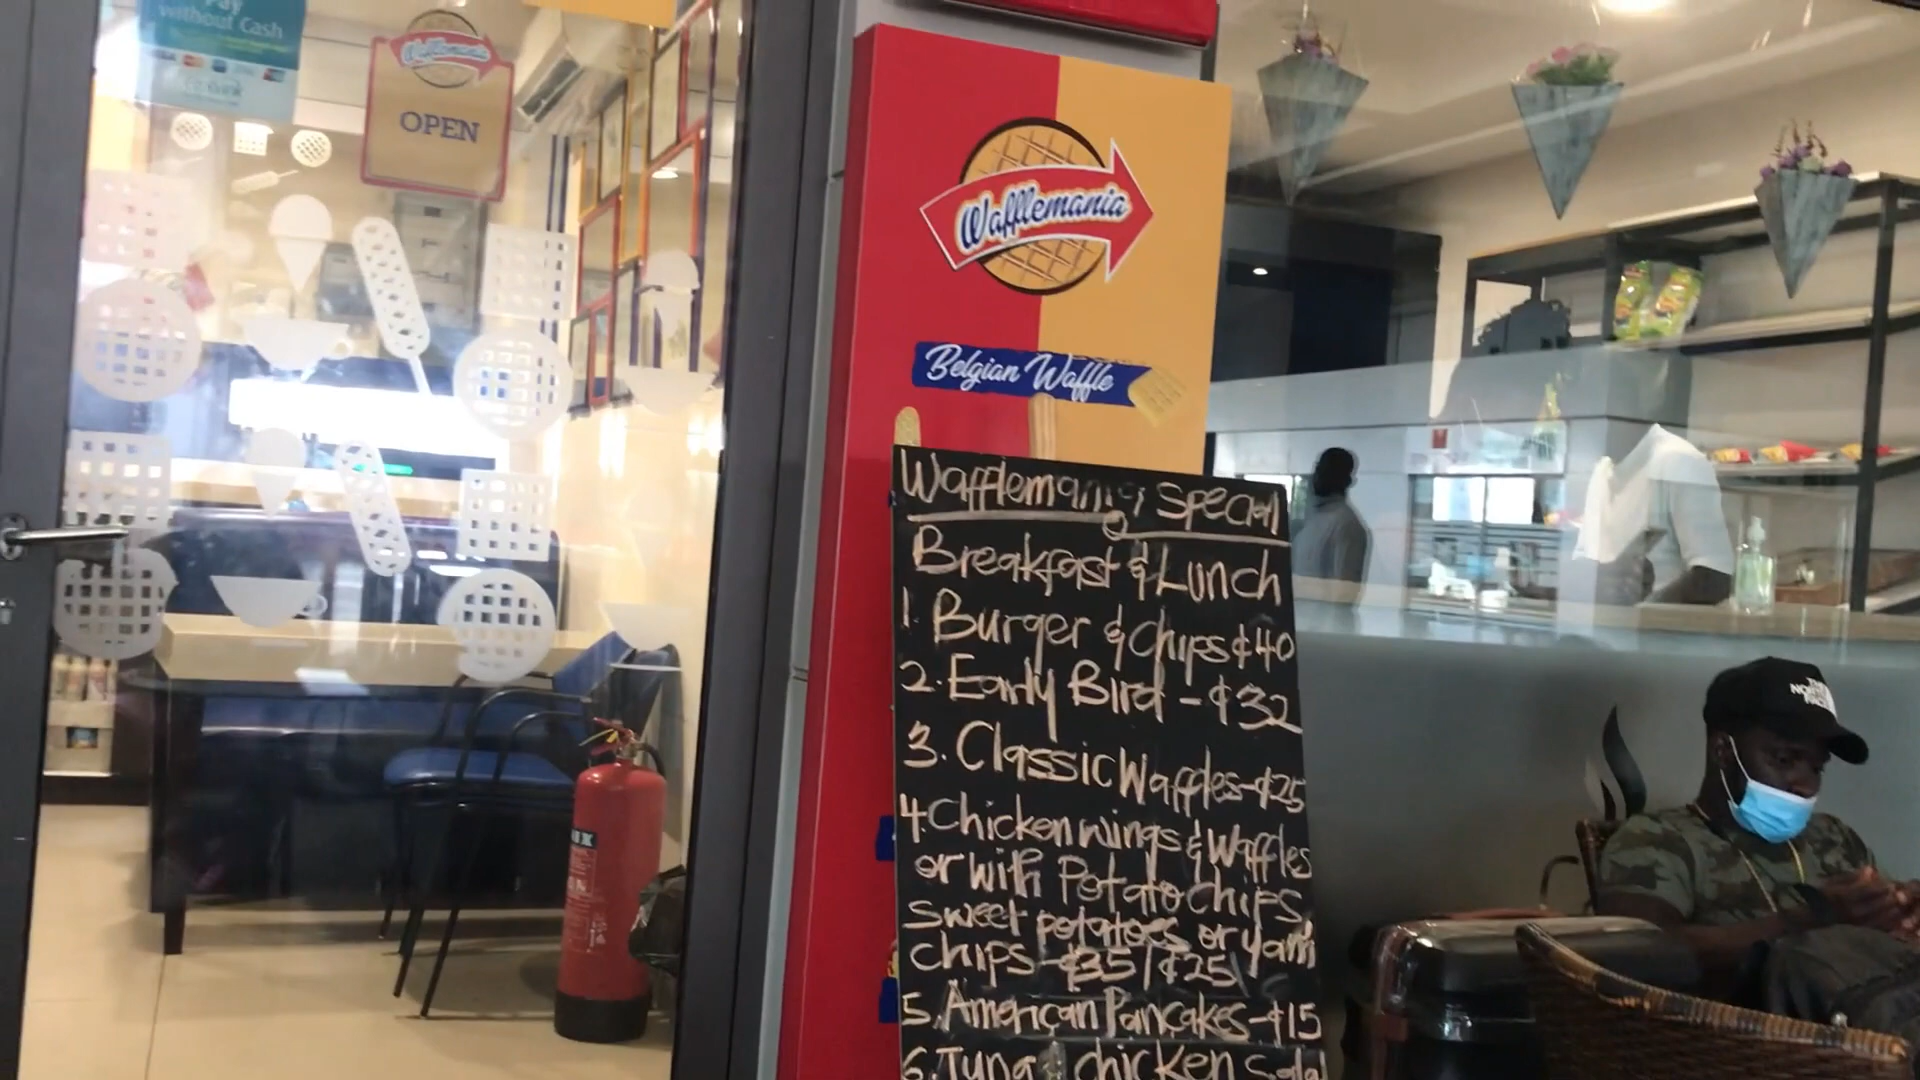 Pay
without Cash
Wafflemania
OPEN
Wafflemania
Belgian Waffle
Wafflemania Special
Breakfast & Lunch
1. Burger & Chips ¢40
2. Early Bird - ¢32
3. Classic Waffles - ¢25
4. Chicken wings & Waffles
or with Potato chips,
sweet potatoes or yam
chips - ¢35/¢25
5. American Pancakes - ¢15
6. Tuna chicken Salad
THE
NORTH
FACE